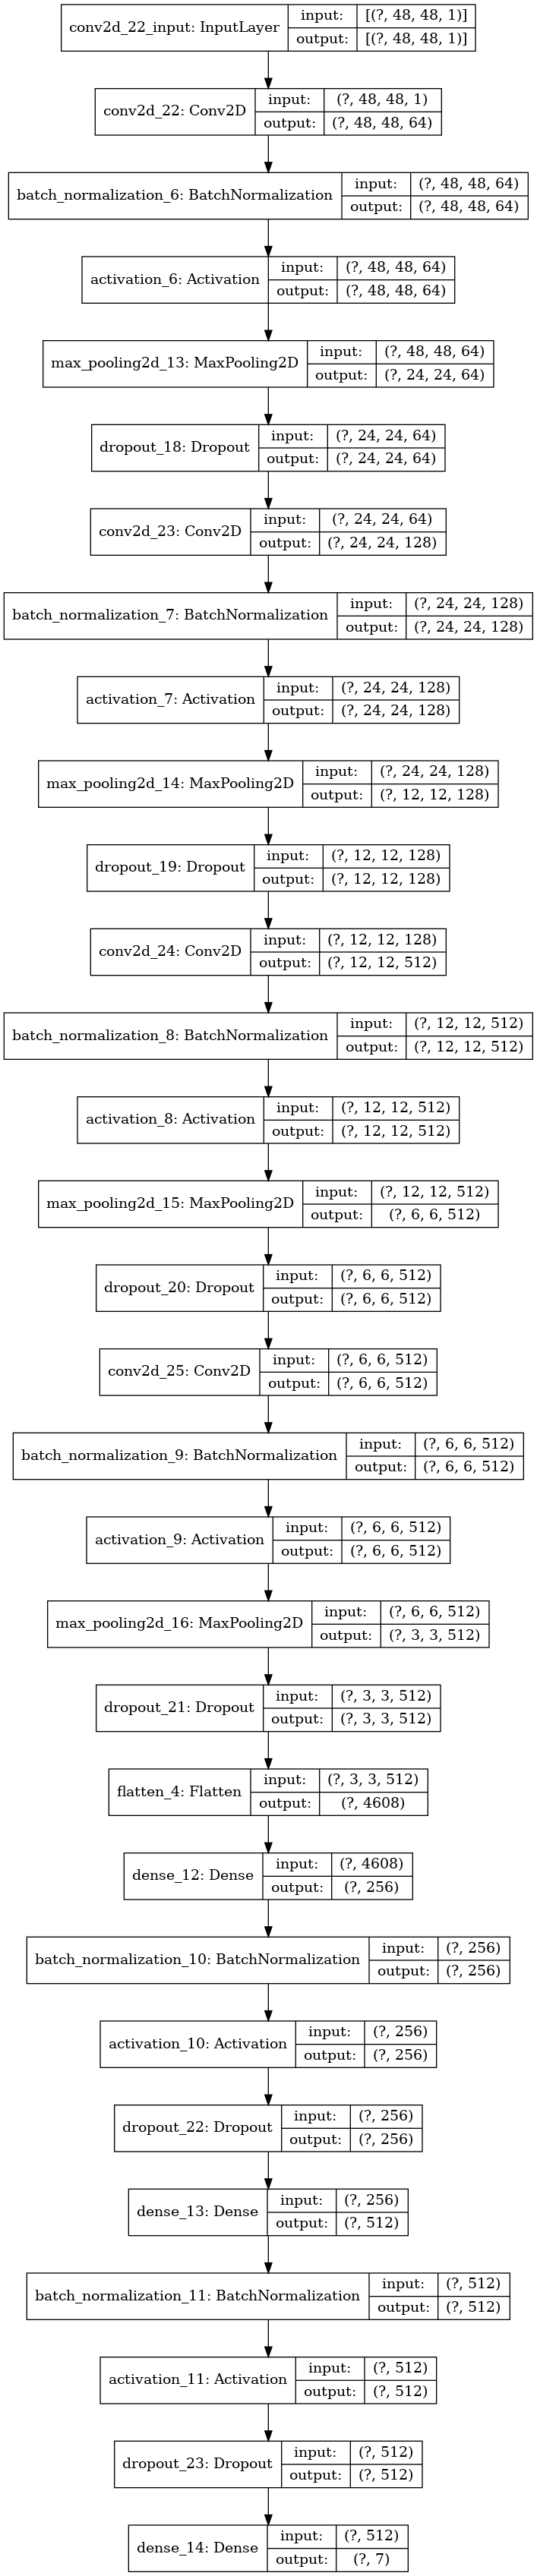 conv2d_22_input: InputLayer
input: [(?, 48, 48, 1)]
output: [(?, 48, 48, 1)]
conv2d_22: Conv2D
input: (?, 48, 48, 1)
output: (?, 48, 48, 64)
batch_normalization_6: BatchNormalization
input: (?, 48, 48, 64)
output: (?, 48, 48, 64)
activation_6: Activation
input: (?, 48, 48, 64)
output: (?, 48, 48, 64)
max_pooling2d_13: MaxPooling2D
input: (?, 48, 48, 64)
output: (?, 24, 24, 64)
dropout_18: Dropout
input: (?, 24, 24, 64)
output: (?, 24, 24, 64)
conv2d_23: Conv2D
input: (?, 24, 24, 64)
output: (?, 24, 24, 128)
batch_normalization_7: BatchNormalization
input: (?, 24, 24, 128)
output: (?, 24, 24, 128)
activation_7: Activation
input: (?, 24, 24, 128)
output: (?, 24, 24, 128)
max_pooling2d_14: MaxPooling2D
input: (?, 24, 24, 128)
output: (?, 12, 12, 128)
dropout_19: Dropout
input: (?, 12, 12, 128)
output: (?, 12, 12, 128)
conv2d_24: Conv2D
input: (?, 12, 12, 128)
output: (?, 12, 12, 512)
batch_normalization_8: BatchNormalization
input: (?, 12, 12, 512)
output: (?, 12, 12, 512)
activation_8: Activation
input: (?, 12, 12, 512)
output: (?, 12, 12, 512)
max_pooling2d_15: MaxPooling2D
input: (?, 12, 12, 512)
output: (?, 6, 6, 512)
dropout_20: Dropout
input: (?, 6, 6, 512)
output: (?, 6, 6, 512)
conv2d_25: Conv2D
input: (?, 6, 6, 512)
output: (?, 6, 6, 512)
batch_normalization_9: BatchNormalization
input: (?, 6, 6, 512)
output: (?, 6, 6, 512)
activation_9: Activation
input: (?, 6, 6, 512)
output: (?, 6, 6, 512)
max_pooling2d_16: MaxPooling2D
input: (?, 6, 6, 512)
output: (?, 3, 3, 512)
dropout_21: Dropout
input: (?, 3, 3, 512)
output: (?, 3, 3, 512)
flatten_4: Flatten
input: (?, 3, 3, 512)
output: (?, 4608)
dense_12: Dense
input: (?, 4608)
output: (?, 256)
batch_normalization_10: BatchNormalization
input: (?, 256)
output: (?, 256)
activation_10: Activation
input: (?, 256)
output: (?, 256)
dropout_22: Dropout
input: (?, 256)
output: (?, 256)
dense_13: Dense
input: (?, 256)
output: (?, 512)
batch_normalization_11: BatchNormalization
input: (?, 512)
output: (?, 512)
activation_11: Activation
input: (?, 512)
output: (?, 512)
dropout_23: Dropout
input: (?, 512)
output: (?, 512)
dense_14: Dense
input: (?, 512)
output: (?, 7)